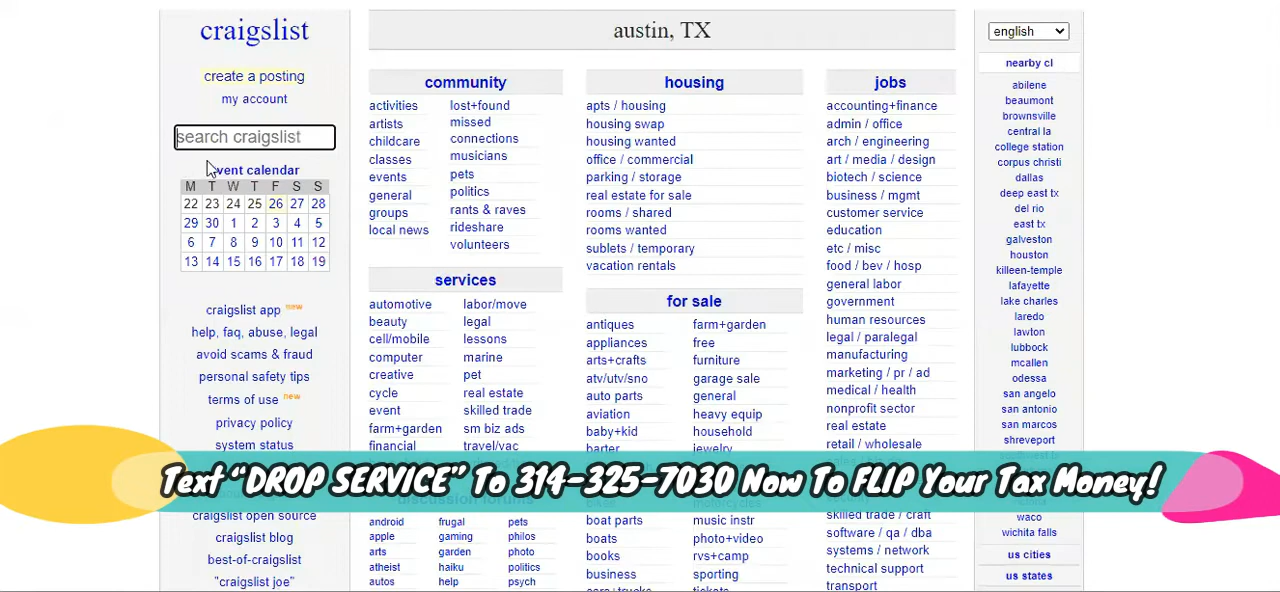 craigslist
create a posting
my account
search craigslist
event calendar
M T W T F S S
22 23 24 25 26 27 28
29 30 1 2 3 4 5
6 7 8 9 10 11 12
13 14 15 16 17 18 19
craigslist app new
help, faq, abuse, legal
avoid scams & fraud
personal safety tips
terms of use new
privacy policy
system status
craigslist open source
craigslist blog
best-of-craigslist
"craigslist joe"
austin, TX
community
activities
artists
childcare
classes
events
general
groups
local news
lost+found
missed
connections
musicians
pets
politics
rants & raves
rideshare
volunteers
services
automotive
beauty
cell/mobile
computer
creative
cycle
event
farm+garden
financial
labor/move
legal
lessons
marine
pet
real estate
skilled trade
sm biz ads
travel/vac
discussion forums
android
apple
arts
atheist
autos
frugal
gaming
garden
haiku
help
pets
philos
photo
politics
psych
housing
apts / housing
housing swap
housing wanted
office / commercial
parking / storage
real estate for sale
rooms / shared
rooms wanted
sublets / temporary
vacation rentals
for sale
antiques
appliances
arts+crafts
atv/utv/sno
auto parts
aviation
baby+kid
barter
boat parts
boats
books
business
cars+trucks
farm+garden
free
furniture
garage sale
general
heavy equip
household
jewelry
motorcycles
music instr
photo+video
rvs+camp
sporting
tickets
jobs
accounting+finance
admin / office
arch / engineering
art / media / design
biotech / science
business / mgmt
customer service
education
etc / misc
food / bev / hosp
general labor
government
human resources
legal / paralegal
manufacturing
marketing / pr / ad
medical / health
nonprofit sector
real estate
retail / wholesale
skilled trade / craft
software / qa / dba
systems / network
technical support
transport
english
nearby cl
abilene
beaumont
brownsville
central la
college station
corpus christi
dallas
deep east tx
del rio
east tx
galveston
houston
killeen-temple
lafayette
lake charles
laredo
lawton
lubbock
mcallen
odessa
san angelo
san antonio
san marcos
shreveport
waco
wichita falls
us cities
us states
Text “DROP SERVICE” To 314-325-7030 Now To FLIP Your Tax Money!